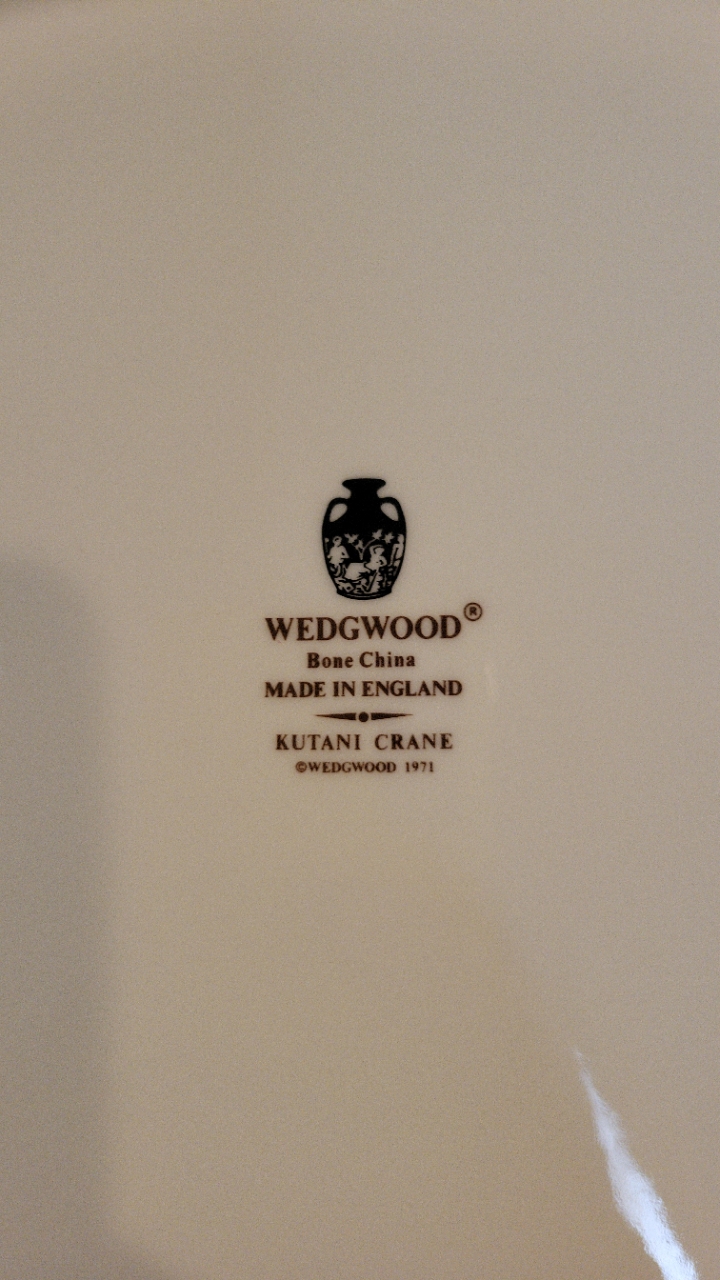 WEDGWOOD®
Bone China
MADE IN ENGLAND
KUTANI CRANE
©WEDGWOOD 1971